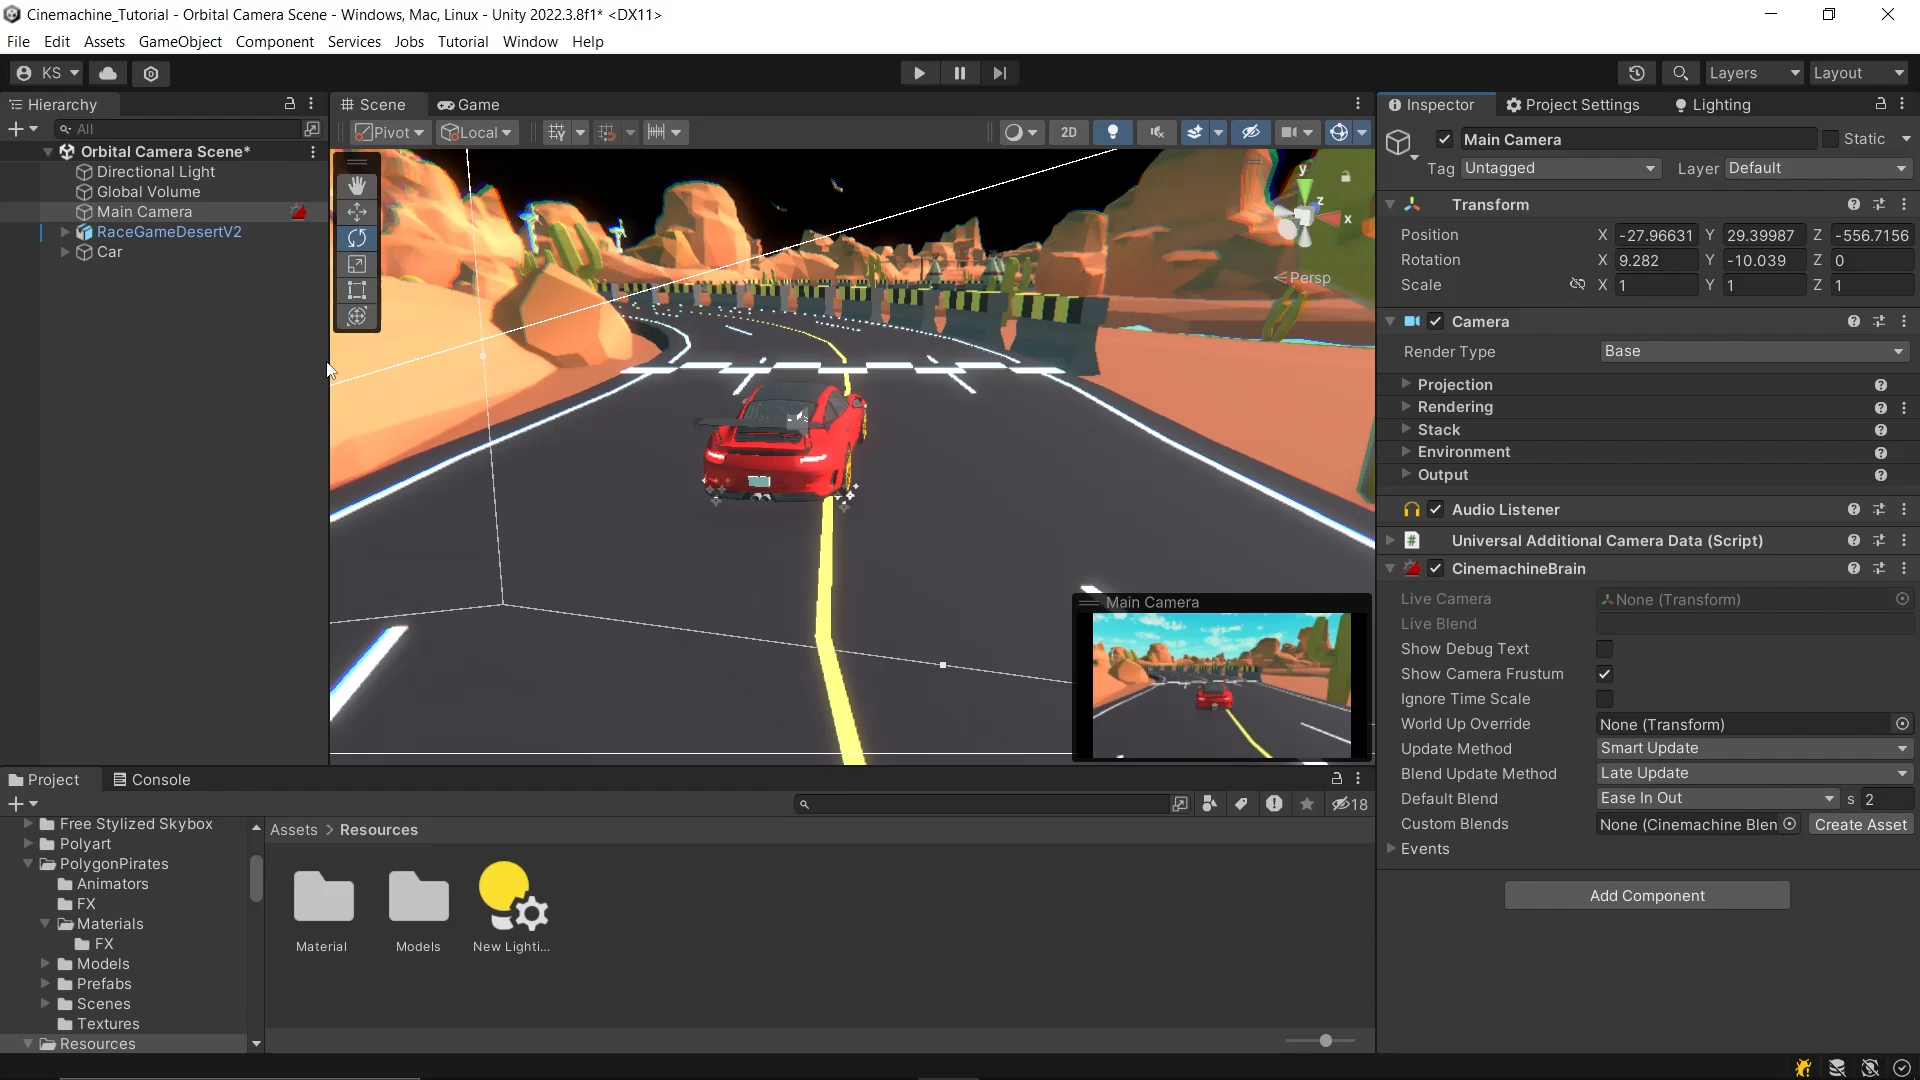 Cinemachine_Tutorial - Orbital Camera Scene - Windows, Mac, Linux - Unity 2022.3.8f1* <DX11>
File Edit Assets GameObject Component Services Jobs Tutorial Window Help
KS Layers Layout
Hierarchy
All
Orbital Camera Scene*
Directional Light
Global Volume
Main Camera
RaceGameDesertV2
Car
Scene Game
Pivot Local 2D
y
z
x
Persp
Main Camera
Inspector Project Settings Lighting
Main Camera Static
Tag Untagged Layer Default
Transform
Position X -27.96631 Y 29.39987 Z -556.7156
Rotation X 9.282 Y -10.039 Z 0
Scale X 1 Y 1 Z 1
Camera
Render Type Base
Projection
Rendering
Stack
Environment
Output
Audio Listener
# Universal Additional Camera Data (Script)
CinemachineBrain
Live Camera None (Transform)
Live Blend
Show Debug Text
Show Camera Frustum
Ignore Time Scale
World Up Override None (Transform)
Update Method Smart Update
Blend Update Method Late Update
Default Blend Ease In Out s 2
Custom Blends None (Cinemachine Blen Create Asset
Events
Add Component
Project Console
18
Free Stylized Skybox
Polyart
PolygonPirates
Animators
FX
Materials
FX
Models
Prefabs
Scenes
Textures
Resources
Assets > Resources
Material Models New Lighti...